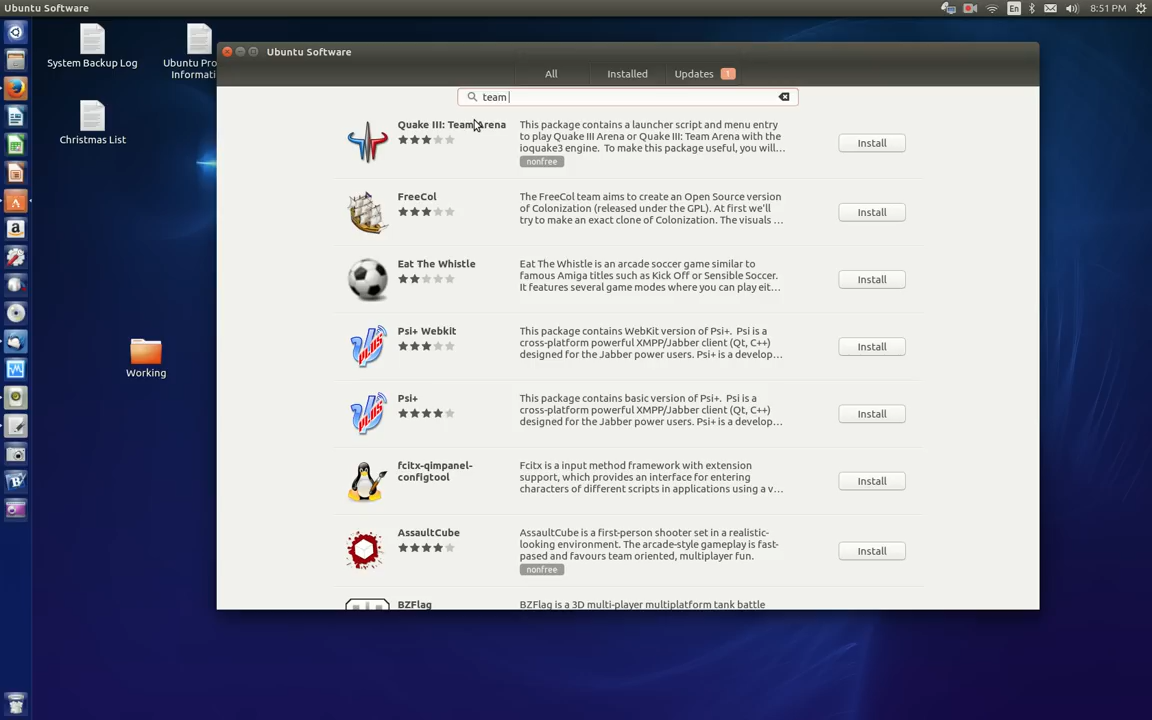 Ubuntu Software
En
8:51 PM
System Backup Log
Ubuntu Pro
Informati
Christmas List
Working
Ubuntu Software
All
Installed
Updates 1
team
Quake III: Team Arena
This package contains a launcher script and menu entry
to play Quake III Arena or Quake III: Team Arena with the
ioquake3 engine. To make this package useful, you will...
nonfree
Install
FreeCol
The FreeCol team aims to create an Open Source version
of Colonization (released under the GPL). At first we'll
try to make an exact clone of Colonization. The visuals ...
Install
Eat The Whistle
Eat The Whistle is an arcade soccer game similar to
famous Amiga titles such as Kick Off or Sensible Soccer.
It features several game modes where you can play eit...
Install
Psi+ Webkit
This package contains WebKit version of Psi+. Psi is a
cross-platform powerful XMPP/Jabber client (Qt, C++)
designed for the Jabber power users. Psi+ is a develop...
Install
Psi+
This package contains basic version of Psi+. Psi is a
cross-platform powerful XMPP/Jabber client (Qt, C++)
designed for the Jabber power users. Psi+ is a develop...
Install
fcitx-qimpanel-
configtool
Fcitx is a input method framework with extension
support, which provides an interface for entering
characters of different scripts in applications using a v...
Install
AssaultCube
AssaultCube is a first-person shooter set in a realistic-
looking environment. The arcade-style gameplay is fast-
pased and favours team oriented, multiplayer fun.
nonfree
Install
BZFlag
BZFlag is a 3D multi-player multiplatform tank battle